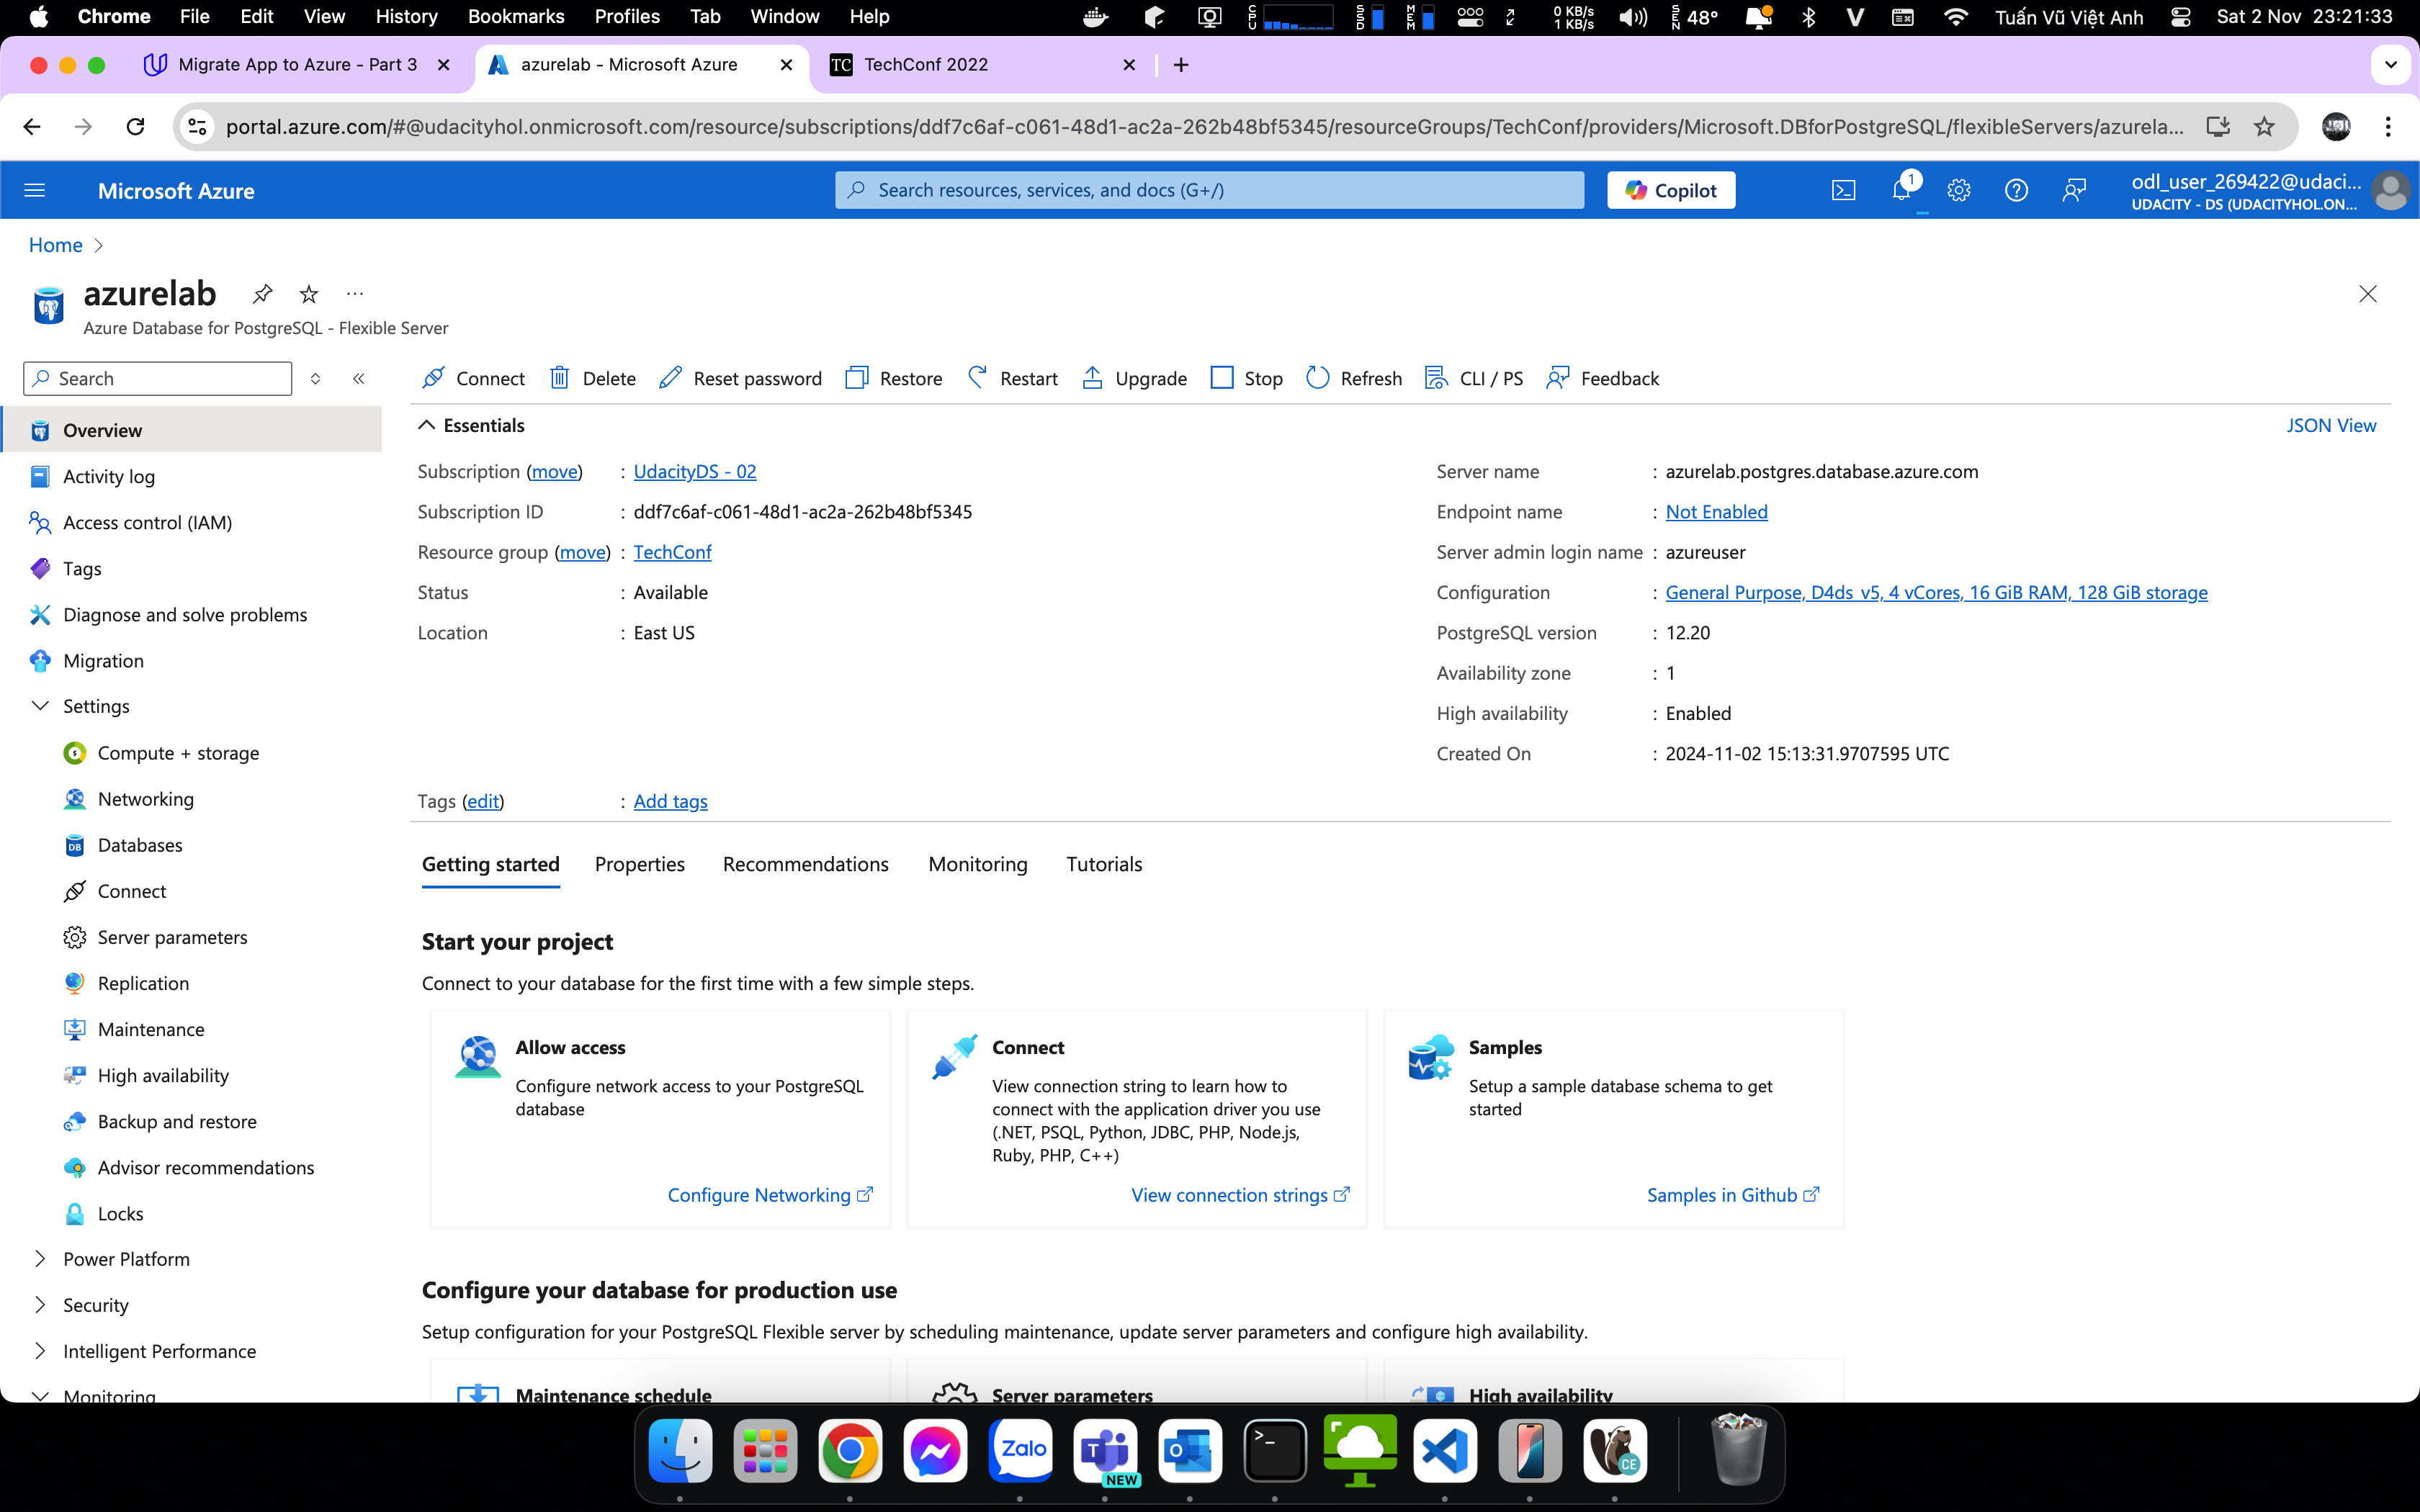 Chrome File Edit View History Bookmarks Profiles Tab Window Help
CPU SSD MEM 0 KB/s 1 KB/s SEN 48° V Tuấn Vũ Việt Anh Sat 2 Nov 23:21:33
Migrate App to Azure - Part 3
azurelab - Microsoft Azure
TC TechConf 2022
portal.azure.com/#@udacityhol.onmicrosoft.com/resource/subscriptions/ddf7c6af-c061-48d1-ac2a-262b48bf5345/resourceGroups/TechConf/providers/Microsoft.DBforPostgreSQL/flexibleServers/azurela...
Microsoft Azure
Search resources, services, and docs (G+/)
Copilot
1
odl_user_269422@udaci...
UDACITY - DS (UDACITYHOL.ON...
Home
azurelab
Azure Database for PostgreSQL - Flexible Server
Search
Connect Delete Reset password Restore Restart Upgrade Stop Refresh CLI / PS Feedback
Overview
Activity log
Access control (IAM)
Tags
Diagnose and solve problems
Migration
Settings
Compute + storage
Networking
Databases
Connect
Server parameters
Replication
Maintenance
High availability
Backup and restore
Advisor recommendations
Locks
Power Platform
Security
Intelligent Performance
Monitoring
Essentials
JSON View
Subscription (move) : UdacityDS - 02
Subscription ID : ddf7c6af-c061-48d1-ac2a-262b48bf5345
Resource group (move) : TechConf
Status : Available
Location : East US
Server name : azurelab.postgres.database.azure.com
Endpoint name : Not Enabled
Server admin login name : azureuser
Configuration : General Purpose, D4ds_v5, 4 vCores, 16 GiB RAM, 128 GiB storage
PostgreSQL version : 12.20
Availability zone : 1
High availability : Enabled
Created On : 2024-11-02 15:13:31.9707595 UTC
Tags (edit) : Add tags
Getting started Properties Recommendations Monitoring Tutorials
Start your project
Connect to your database for the first time with a few simple steps.
Allow access
Configure network access to your PostgreSQL
database
Configure Networking
Connect
View connection string to learn how to
connect with the application driver you use
(.NET, PSQL, Python, JDBC, PHP, Node.js,
Ruby, PHP, C++)
View connection strings
Samples
Setup a sample database schema to get
started
Samples in Github
Configure your database for production use
Setup configuration for your PostgreSQL Flexible server by scheduling maintenance, update server parameters and configure high availability.
Maintenance schedule
Server parameters
High availability
Zalo
NEW
CE